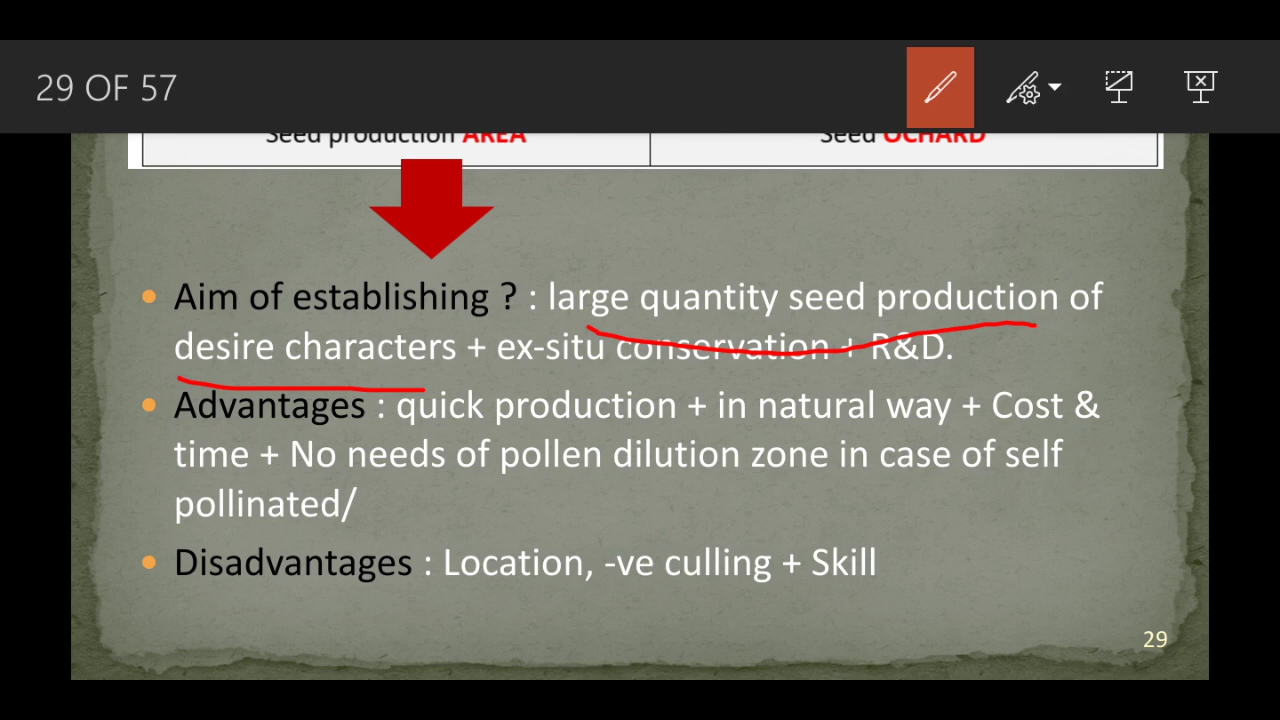 29 OF 57
Seed production AREA
Seed OCHARD
Aim of establishing ? : large quantity seed production of
desire characters + ex-situ conservation + R&D.
Advantages : quick production + in natural way + Cost &
time + No needs of pollen dilution zone in case of self
pollinated/
Disadvantages : Location, -ve culling + Skill
29